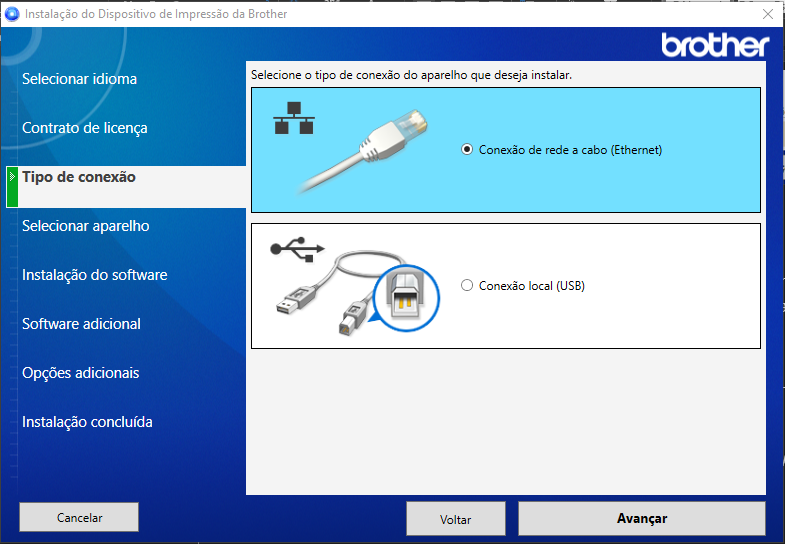 Instalação do Dispositivo de Impressão da Brother
brother
Selecionar idioma
Contrato de licença
Tipo de conexão
Selecionar aparelho
Instalação do software
Software adicional
Opções adicionais
Instalação concluída
Selecione o tipo de conexão do aparelho que deseja instalar.
Conexão de rede a cabo (Ethernet)
Conexão local (USB)
Cancelar
Voltar
Avançar